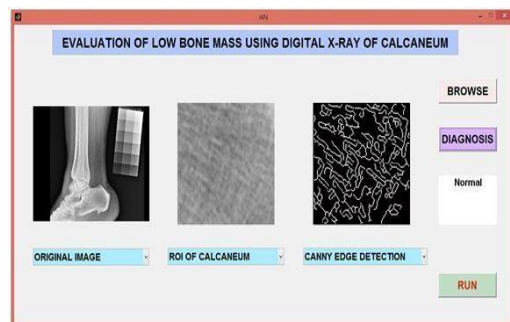 EVALUATION OF LOW BONE MASS USING DIGITAL X-RAY OF CALCANEUM
BROWSE
DIAGNOSIS
Normal
ORIGINAL IMAGE
ROI OF CALCANEUM
CANNY EDGE DETECTION
RUN